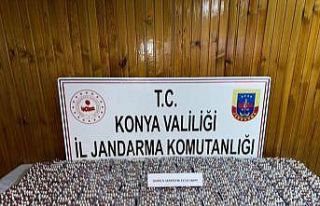 T.C.
KONYA VALİLİĞİ
İL JANDARMA KOMUTANLIĞI